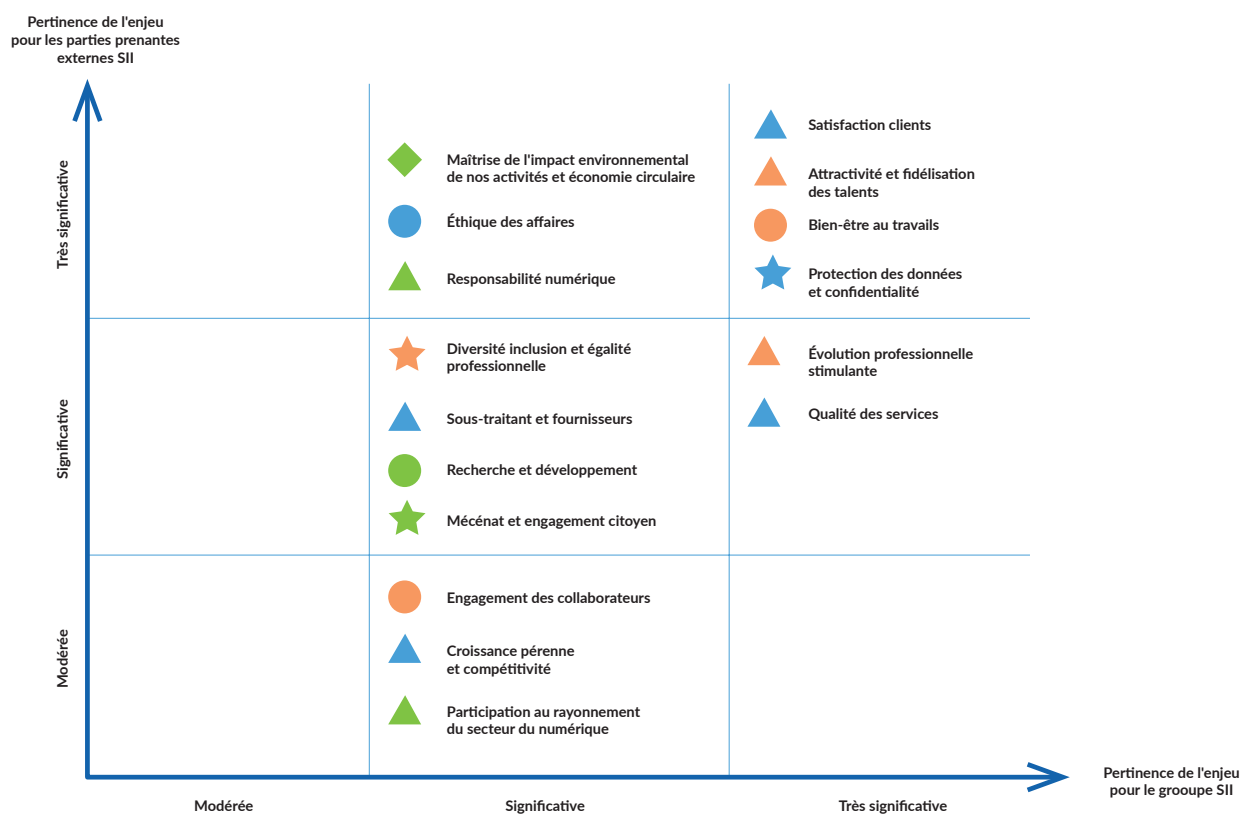 Pertinence de l'enjeu
pour les parties prenantes
externes SII
Très significative
Significative
Modérée
Maîtrise de l'impact environnemental
de nos activités et économie circulaire
Éthique des affaires
Responsabilité numérique
Satisfaction clients
Attractivité et fidélisation
des talents
Bien-être au travails
Protection des données
et confidentialité
Diversité inclusion et égalité
professionnelle
Sous-traitant et fournisseurs
Recherche et développement
Mécénat et engagement citoyen
Évolution professionnelle
stimulante
Qualité des services
Engagement des collaborateurs
Croissance pérenne
et compétitivité
Participation au rayonnement
du secteur du numérique
Modérée
Significative
Très significative
Pertinence de l'enjeu
pour le grooupe SII